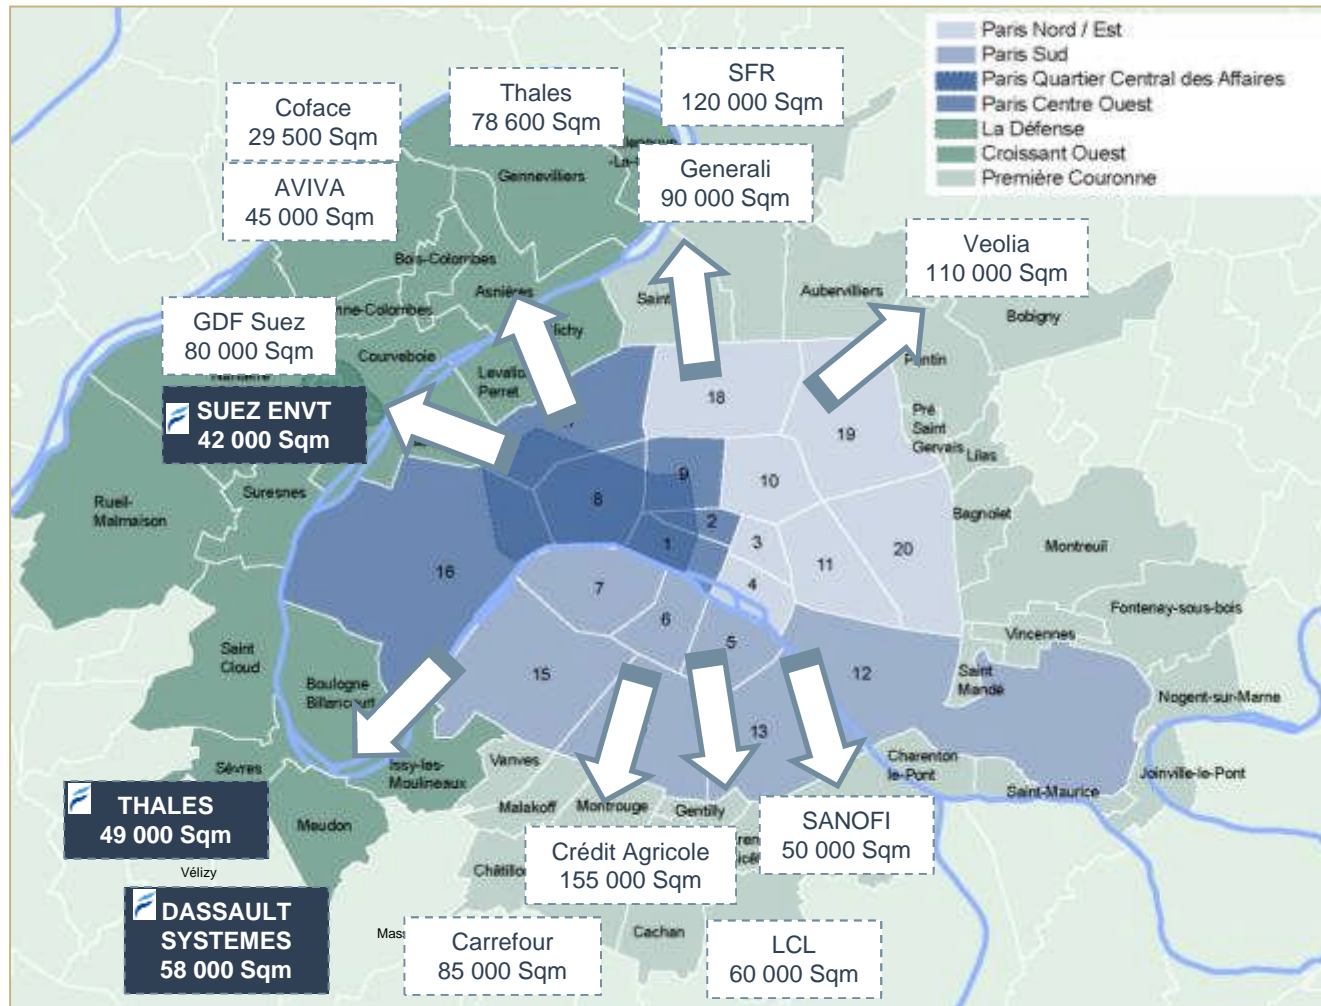 Paris Nord / Est
Paris Sud
Paris Quartier Central des Affaires
Paris Centre Ouest
La Défense
Croissant Ouest
Première Couronne
SFR
120 000 Sqm
Thales
78 600 Sqm
Coface
29 500 Sqm
Generali
90 000 Sqm
AVIVA
45 000 Sqm
Gennevilliers
Veolia
110 000 Sqm
Bois-Colombes
Asnières
Aubervilliers
Bobigny
GDF Suez
80 000 Sqm
Courbevoie
Perret
SUEZ ENVT
42 000 Sqm
18
19
Pré
Saint
Gervais
Lilas
8
9
10
Rueil-
Malmaison
Suresnes
Bagnolet
2
1
3
Montreuil
11
20
16
7
4
Fontenay-sous-bois
6
5
Vincennes
Saint
Cloud
15
12
Saint
Mandé
Boulogne
Billancourt
Nogent-sur-Marne
13
Sèvres
Issy-les-
Moulineaux
Vanves
Charenton
le-Pont
Joinville-le-Pont
Saint-Maurice
THALES
49 000 Sqm
Meudon
Malakoff
Montrouge
Gentilly
SANOFI
50 000 Sqm
Crédit Agricole
155 000 Sqm
Vélizy
DASSAULT
SYSTEMES
58 000 Sqm
Carrefour
85 000 Sqm
Cachan
LCL
60 000 Sqm